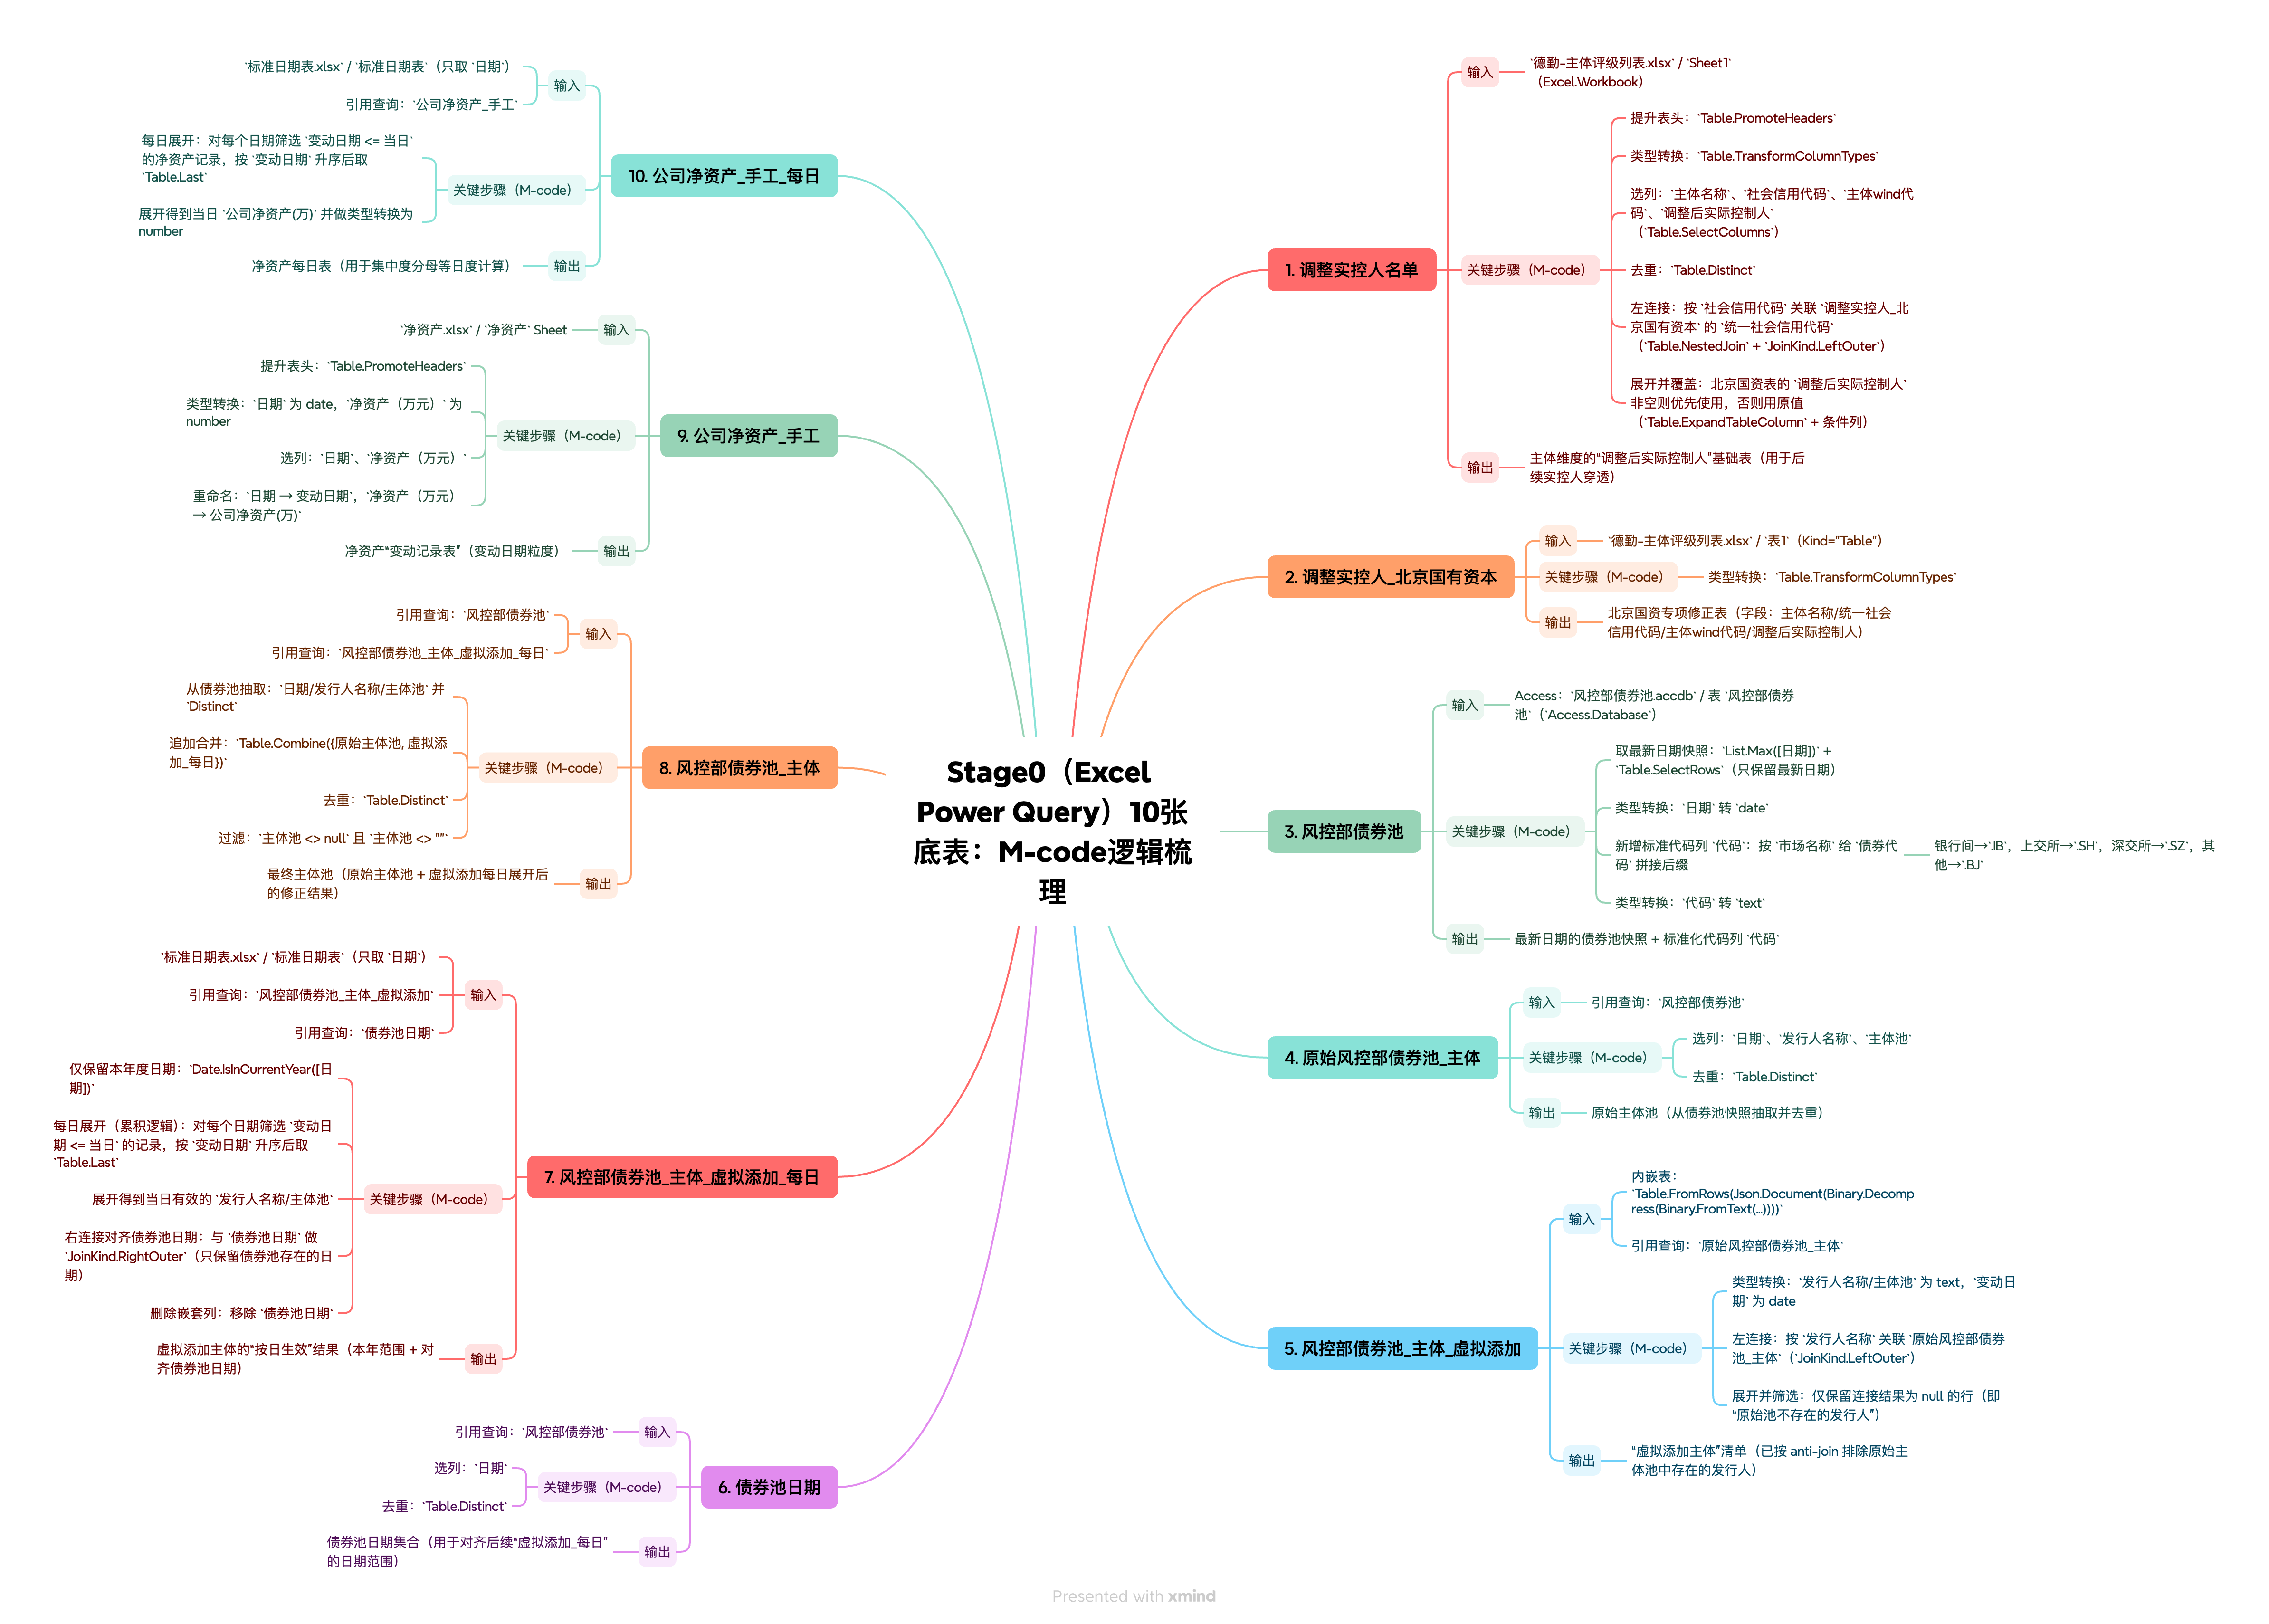 Stage0（Excel
Power Query）10张
底表：M-code逻辑梳
理
1. 调整实控人名单
输入
`德勤-主体评级列表.xlsx` / `Sheet1`
（Excel.Workbook）
关键步骤（M-code）
提升表头：`Table.PromoteHeaders`
类型转换：`Table.TransformColumnTypes`
选列：`主体名称`、`社会信用代码`、`主体wind代
码`、`调整后实际控制人`
（`Table.SelectColumns`）
去重：`Table.Distinct`
左连接：按 `社会信用代码` 关联 `调整实控人_北
京国有资本` 的 `统一社会信用代码`
（`Table.NestedJoin` + `JoinKind.LeftOuter`）
展开并覆盖：北京国资表的 `调整后实际控制人`
非空则优先使用，否则用原值
（`Table.ExpandTableColumn` + 条件列）
输出
主体维度的“调整后实际控制人”基础表（用于后
续实控人穿透）
2. 调整实控人_北京国有资本
输入
`德勤-主体评级列表.xlsx` / `表1`（Kind="Table"）
关键步骤（M-code）
类型转换：`Table.TransformColumnTypes`
输出
北京国资专项修正表（字段：主体名称/统一社会
信用代码/主体wind代码/调整后实际控制人）
3. 风控部债券池
输入
Access：`风控部债券池.accdb` / 表 `风控部债券
池`（`Access.Database`）
关键步骤（M-code）
取最新日期快照：`List.Max([日期])` +
`Table.SelectRows`（只保留最新日期）
类型转换：`日期` 转 `date`
新增标准代码列 `代码`：按 `市场名称` 给 `债券代
码` 拼接后缀
银行间→`.IB`，上交所→`.SH`，深交所→`.SZ`，其
他→`.BJ`
类型转换：`代码` 转 `text`
输出
最新日期的债券池快照 + 标准化代码列 `代码`
4. 原始风控部债券池_主体
输入
引用查询：`风控部债券池`
关键步骤（M-code）
选列：`日期`、`发行人名称`、`主体池`
去重：`Table.Distinct`
输出
原始主体池（从债券池快照抽取并去重）
5. 风控部债券池_主体_虚拟添加
输入
内嵌表：
`Table.FromRows(Json.Document(Binary.Decomp
ress(Binary.FromText(...))))`
引用查询：`原始风控部债券池_主体`
关键步骤（M-code）
类型转换：`发行人名称/主体池` 为 text，`变动日
期` 为 date
左连接：按 `发行人名称` 关联 `原始风控部债券
池_主体`（`JoinKind.LeftOuter`）
展开并筛选：仅保留连接结果为 null 的行（即
“原始池不存在的发行人”）
输出
“虚拟添加主体”清单（已按 anti-join 排除原始主
体池中存在的发行人）
6. 债券池日期
输入
引用查询：`风控部债券池`
关键步骤（M-code）
选列：`日期`
去重：`Table.Distinct`
输出
债券池日期集合（用于对齐后续“虚拟添加_每日”
的日期范围）
7. 风控部债券池_主体_虚拟添加_每日
输入
`标准日期表.xlsx` / `标准日期表`（只取 `日期`）
引用查询：`风控部债券池_主体_虚拟添加`
引用查询：`债券池日期`
关键步骤（M-code）
仅保留本年度日期：`Date.IsInCurrentYear([日
期])`
每日展开（累积逻辑）：对每个日期筛选 `变动日
期 <= 当日` 的记录，按 `变动日期` 升序后取
`Table.Last`
展开得到当日有效的 `发行人名称/主体池`
右连接对齐债券池日期：与 `债券池日期` 做
`JoinKind.RightOuter`（只保留债券池存在的日
期）
删除嵌套列：移除 `债券池日期`
输出
虚拟添加主体的“按日生效”结果（本年范围 + 对
齐债券池日期）
8. 风控部债券池_主体
输入
引用查询：`风控部债券池`
引用查询：`风控部债券池_主体_虚拟添加_每日`
关键步骤（M-code）
从债券池抽取：`日期/发行人名称/主体池` 并
`Distinct`
追加合并：`Table.Combine({原始主体池, 虚拟添
加_每日})`
去重：`Table.Distinct`
过滤：`主体池 <> null` 且 `主体池 <> ""`
输出
最终主体池（原始主体池 + 虚拟添加每日展开后
的修正结果）
9. 公司净资产_手工
输入
`净资产.xlsx` / `净资产` Sheet
关键步骤（M-code）
提升表头：`Table.PromoteHeaders`
类型转换：`日期` 为 date，`净资产（万元）` 为
number
选列：`日期`、`净资产（万元）`
重命名：`日期 → 变动日期`，`净资产（万元）
→ 公司净资产(万)`
输出
净资产“变动记录表”（变动日期粒度）
10. 公司净资产_手工_每日
输入
`标准日期表.xlsx` / `标准日期表`（只取 `日期`）
引用查询：`公司净资产_手工`
关键步骤（M-code）
每日展开：对每个日期筛选 `变动日期 <= 当日`
的净资产记录，按 `变动日期` 升序后取
`Table.Last`
展开得到当日 `公司净资产(万)` 并做类型转换为
number
输出
净资产每日表（用于集中度分母等日度计算）
Presented with xmind